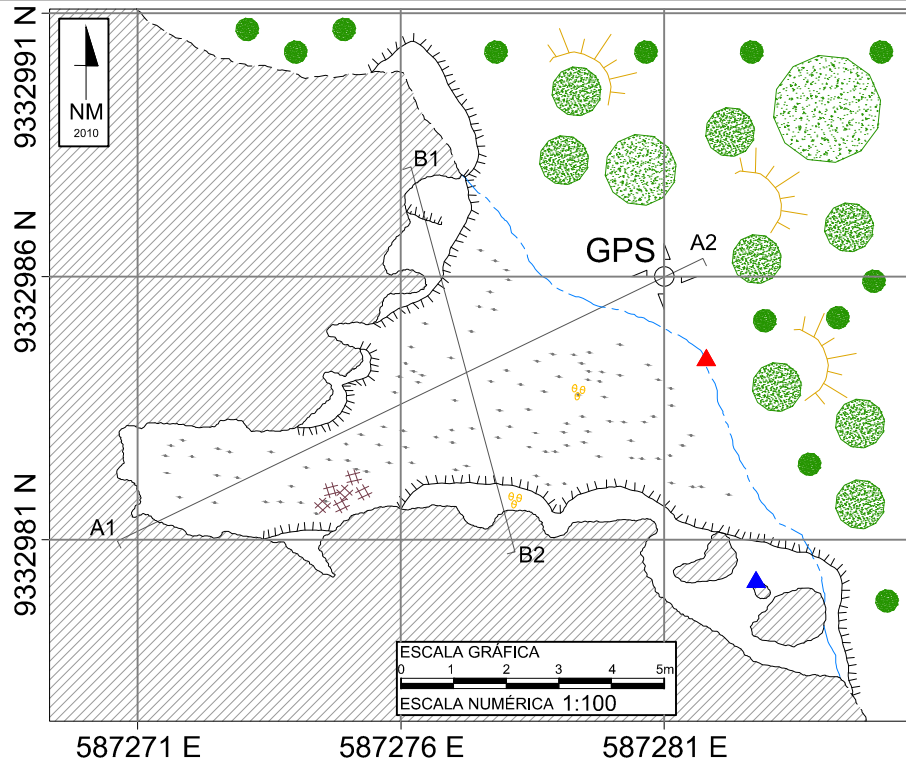 9332991 N
NM
2010
B1
GPS
A2
9332986 N
A1
B2
9332981 N
ESCALA GRÁFICA
0 1 2 3 4 5m
ESCALA NUMÉRICA 1:100
587271 E 587276 E 587281 E